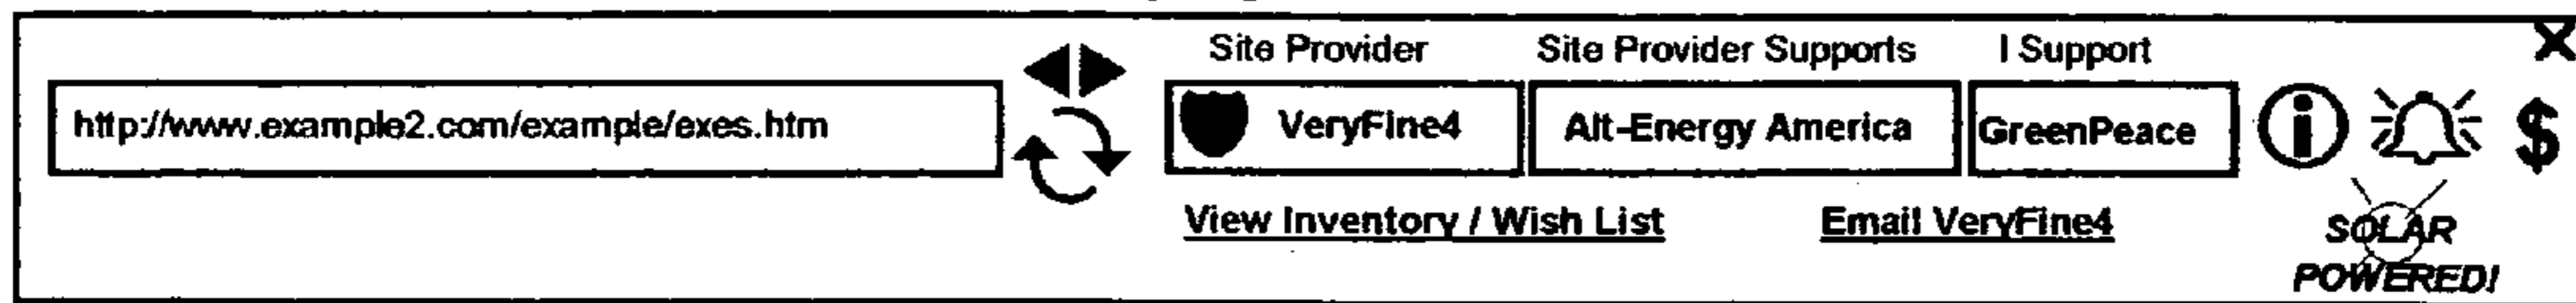 Site Provider Site Provider Supports I Support X
http://www.example2.com/example/exes.htm VeryFine4 Alt-Energy America GreenPeace i $
View Inventory / Wish List Email VeryFine4 SOLAR
POWERED!